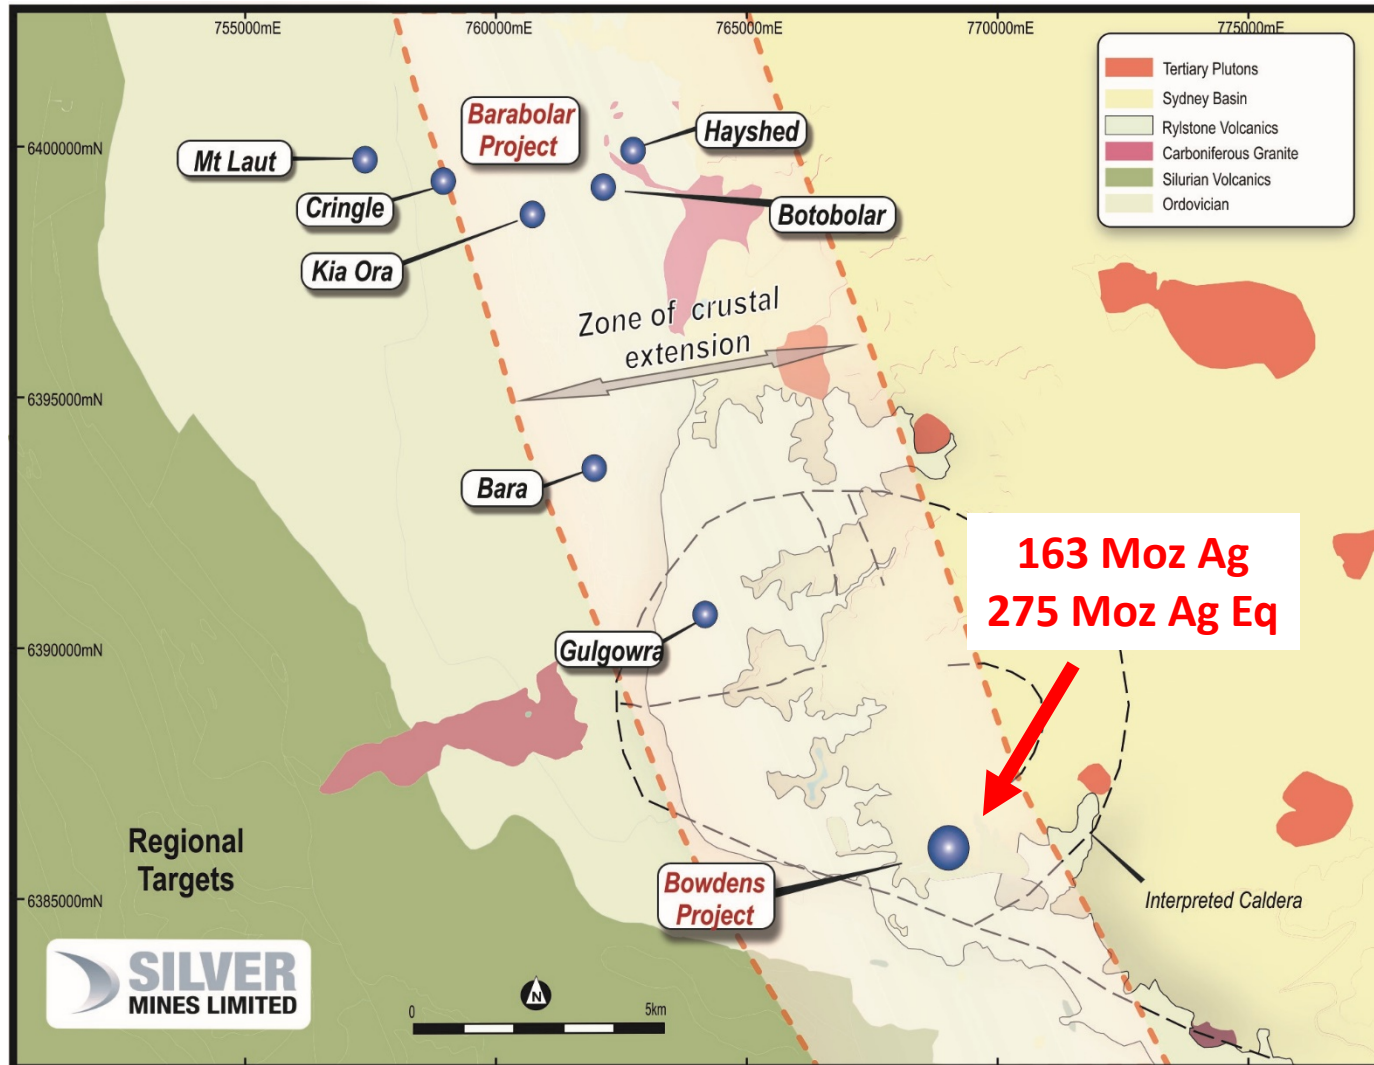 755000mE
760000mE
765000mE
770000mE
775000mE
Tertiary Plutons
Sydney Basin
Rylstone Volcanics
Carboniferous Granite
Silurian Volcanics
Ordovician
6400000mN
Barabolar
Project
Hayshed
Mt Laut
Cringle
Botobolar
Kia Ora
Zone of crustal
extension
6395000mN
Bara
163 Moz Ag
275 Moz Ag Eq
Gulgowra
6390000mN
Regional
Targets
Bowdens
Project
Interpreted Caldera
6385000mN
SILVER
MINES LIMITED
N
0
5km